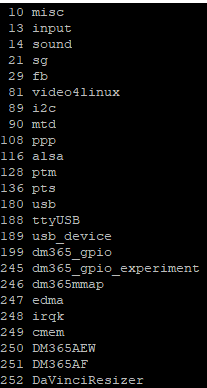 10 misc
13 input
14 sound
21 sg
29 fb
81 video4linux
89 i2c
90 mtd
108 ppp
116 alsa
128 ptm
136 pts
180 usb
188 ttyUSB
189 usb_device
199 dm365_gpio
245 dm365_gpio_experiment
246 dm365mmap
247 edma
248 irqk
249 cmem
250 DM365AEW
251 DM365AF
252 DaVinciResizer